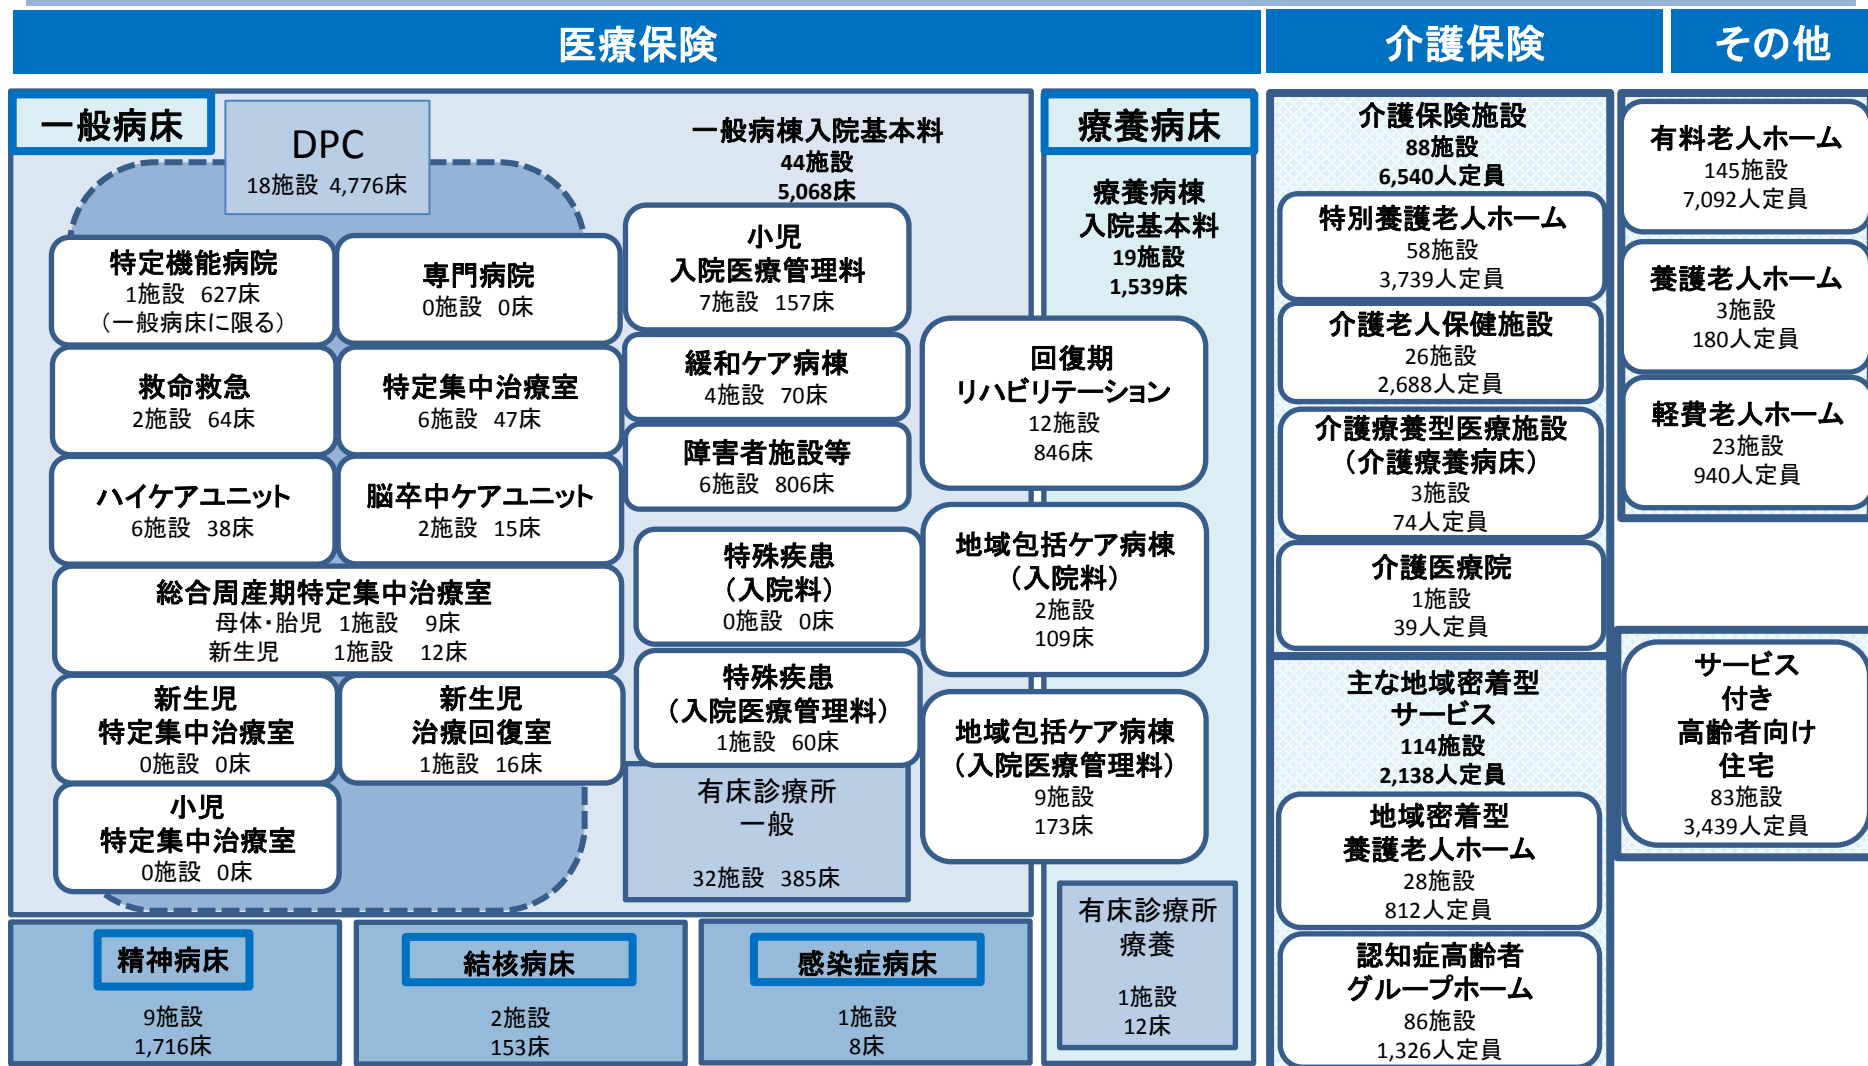 医療保険
介護保険
その他
一般病床
DPC
18施設 4,776床
一般病棟入院基本料
44施設
5,068床
特定機能病院
1施設 627床
（一般病床に限る）
専門病院
0施設 0床
救命救急
2施設 64床
特定集中治療室
6施設 47床
ハイケアユニット
6施設 38床
脳卒中ケアユニット
2施設 15床
総合周産期特定集中治療室
母体・胎児 1施設 9床
新生児 1施設 12床
新生児
特定集中治療室
0施設 0床
新生児
治療回復室
1施設 16床
小児
特定集中治療室
0施設 0床
小児
入院医療管理料
7施設 157床
緩和ケア病棟
4施設 70床
障害者施設等
6施設 806床
特殊疾患
（入院料）
0施設 0床
特殊疾患
（入院医療管理料）
1施設 60床
有床診療所
一般
32施設 385床
療養病床
療養病棟
入院基本料
19施設
1,539床
回復期
リハビリテーション
12施設
846床
地域包括ケア病棟
（入院料）
2施設
109床
地域包括ケア病棟
（入院医療管理料）
9施設
173床
有床診療所
療養
1施設
12床
精神病床
9施設
1,716床
結核病床
2施設
153床
感染症病床
1施設
8床
介護保険施設
88施設
6,540人定員
特別養護老人ホーム
58施設
3,739人定員
介護老人保健施設
26施設
2,688人定員
介護療養型医療施設
（介護療養病床）
3施設
74人定員
介護医療院
1施設
39人定員
主な地域密着型
サービス
114施設
2,138人定員
地域密着型
養護老人ホーム
28施設
812人定員
認知症高齢者
グループホーム
86施設
1,326人定員
有料老人ホーム
145施設
7,092人定員
養護老人ホーム
3施設
180人定員
軽費老人ホーム
23施設
940人定員
サービス
付き
高齢者向け
住宅
83施設
3,439人定員